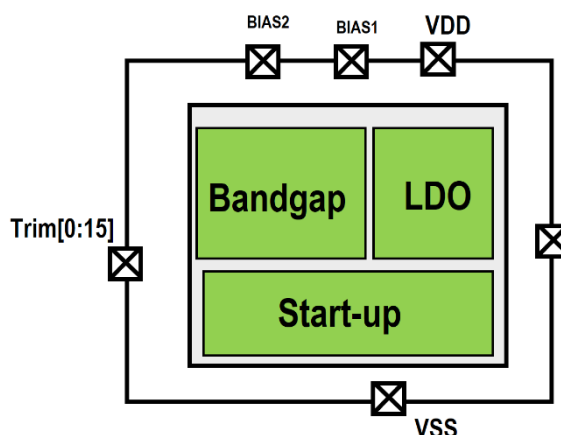 BIAS2
BIAS1
VDD
Bandgap
LDO
Trim[0:15]
Start-up
VSS